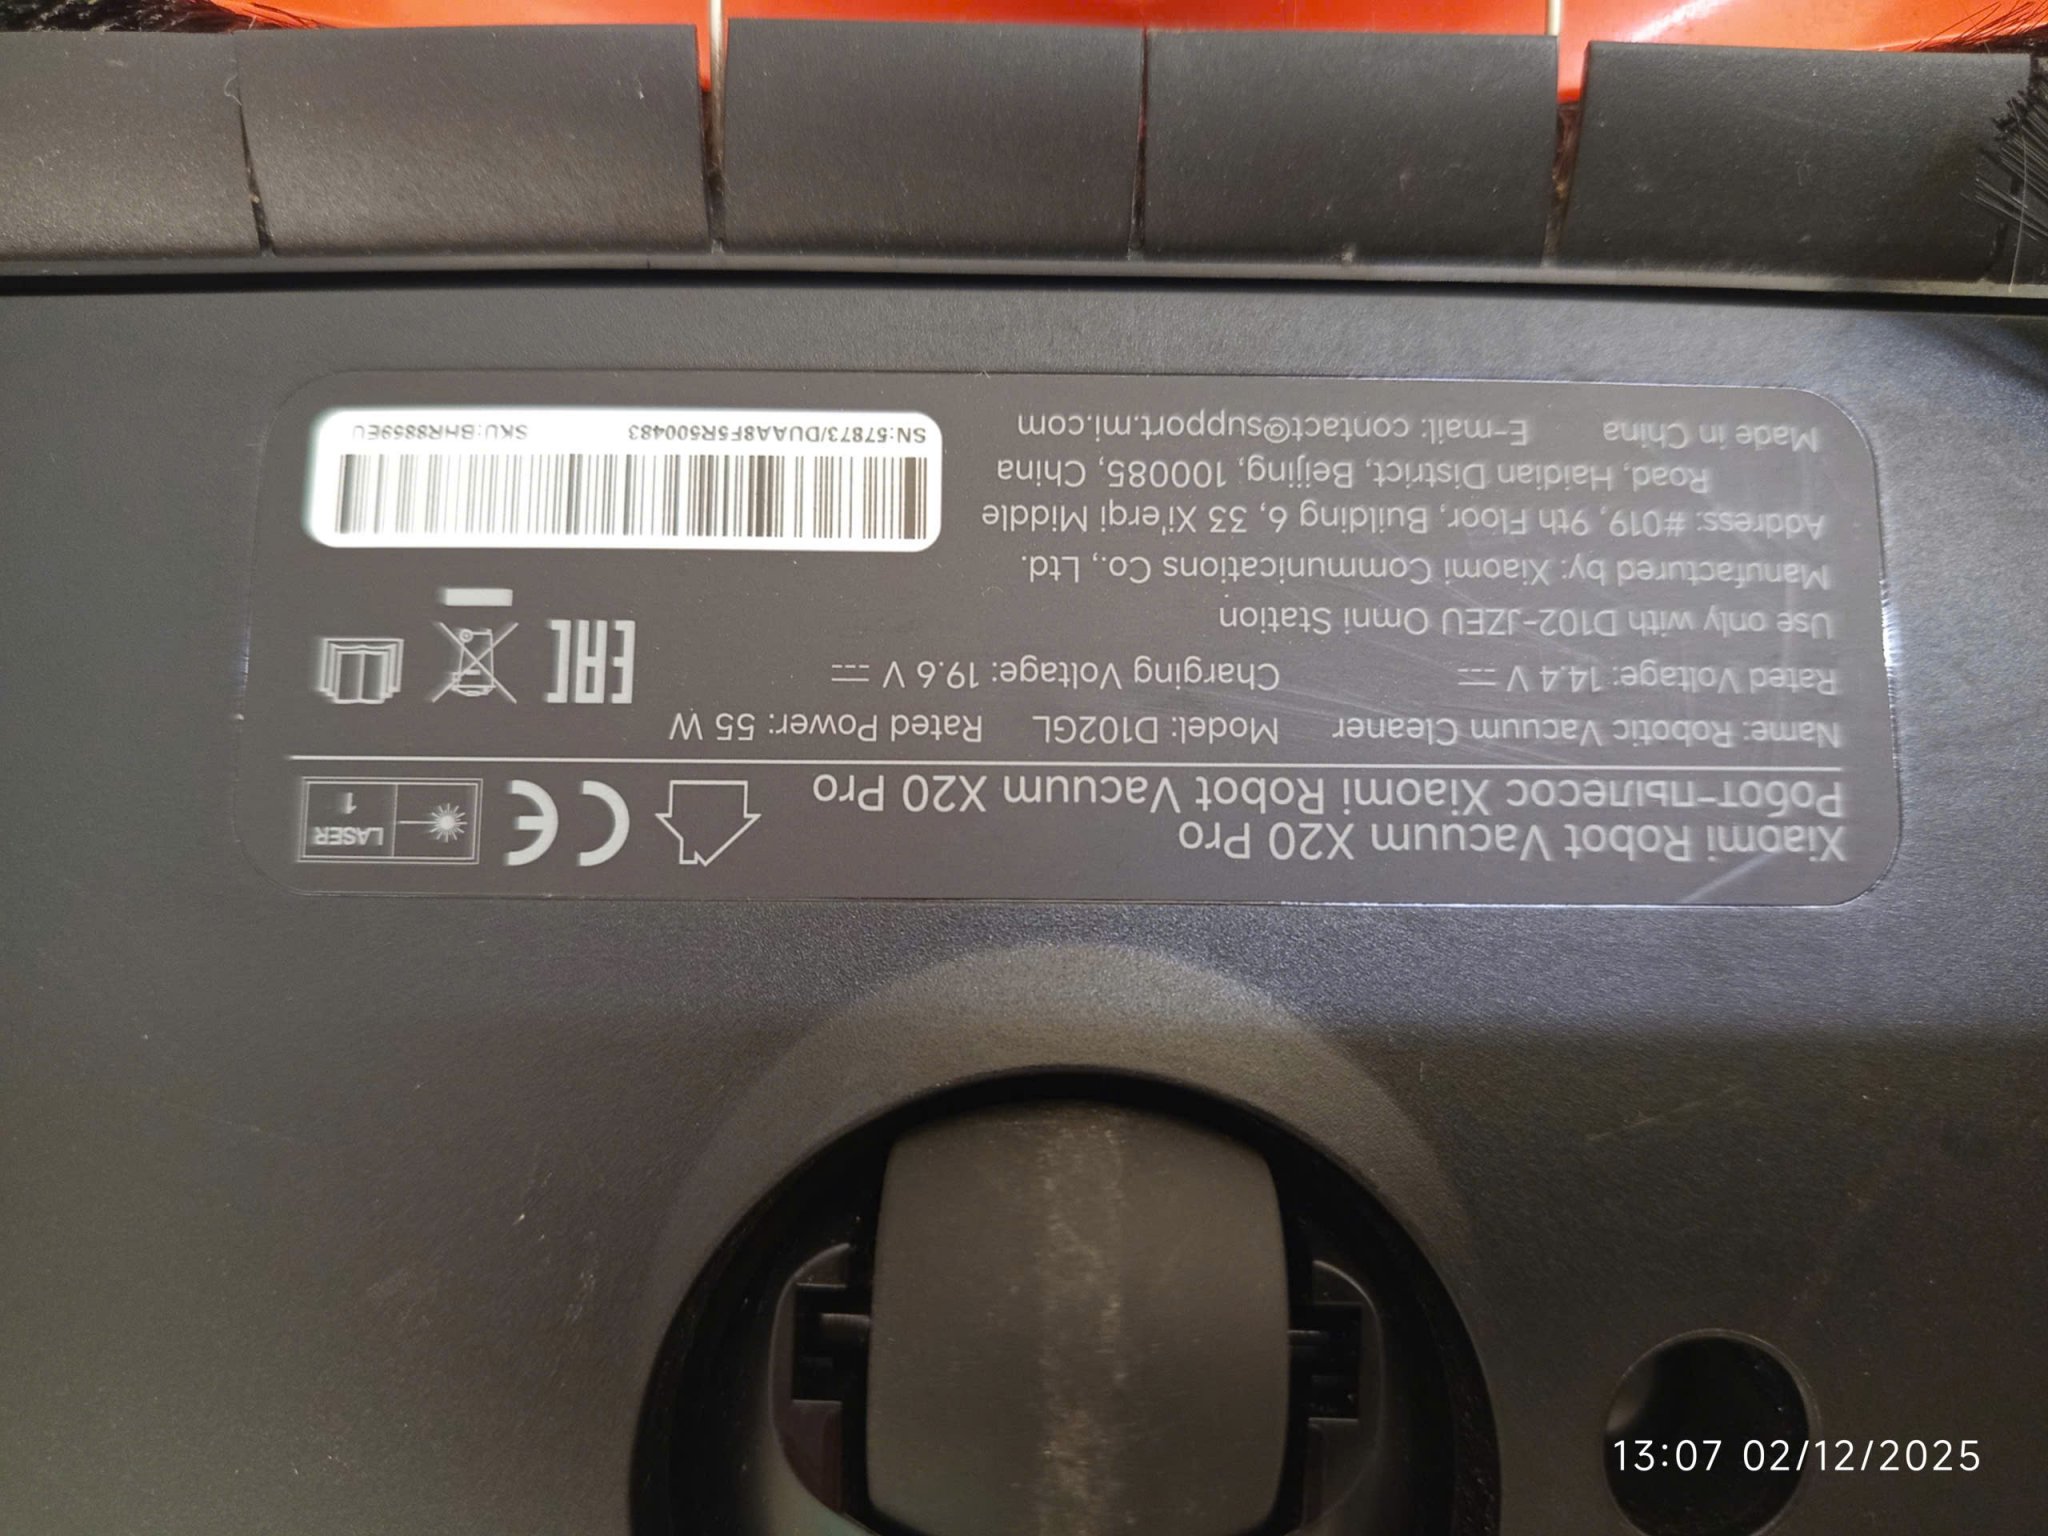 Xiaomi Robot Vacuum X20 Pro
Робот-пылесос Xiaomi Robot Vacuum X20 Pro
LASER
1
Name: Robotic Vacuum Cleaner Model: D102GL Rated Power: 55 W
Rated Voltage: 14.4 V Charging Voltage: 19.6 V
Use only with D102-JZEU Omni Station
Manufactured by: Xiaomi Communications Co., Ltd.
Address: #019, 9th Floor, Building 6, 33 Xi'erqi Middle
Road, Haidian District, Beijing, 100085, China
Made in China E-mail: contact@support.mi.com
CE
EAC
SN:57873/DUAA8F5R500483 SKU:BHR8859EU
13:07 02/12/2025